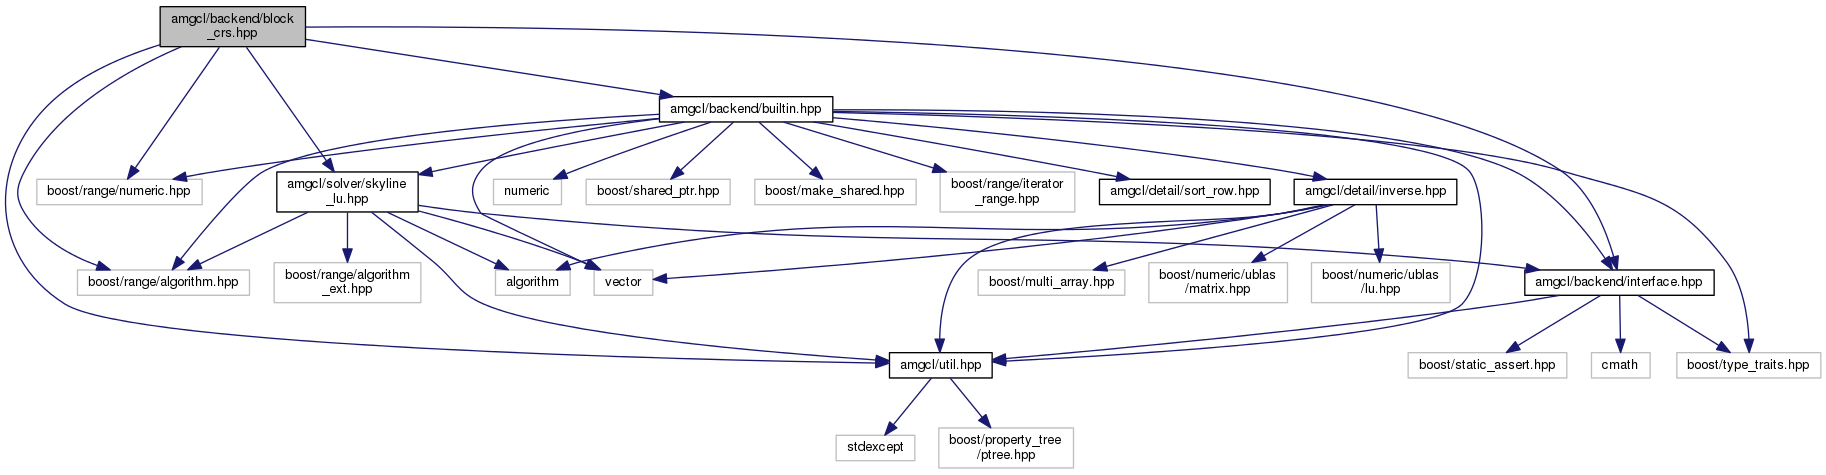 amgcl/backend/block
_crs.hpp
amgcl/backend/builtin.hpp
boost/range/numeric.hpp
amgcl/solver/skyline
_lu.hpp
numeric
boost/shared_ptr.hpp
boost/make_shared.hpp
boost/range/iterator
_range.hpp
amgcl/detail/sort_row.hpp
amgcl/detail/inverse.hpp
boost/range/algorithm.hpp
boost/range/algorithm
_ext.hpp
algorithm
vector
boost/multi_array.hpp
boost/numeric/ublas
/matrix.hpp
boost/numeric/ublas
/lu.hpp
amgcl/backend/interface.hpp
amgcl/util.hpp
boost/static_assert.hpp
cmath
boost/type_traits.hpp
stdexcept
boost/property_tree
/ptree.hpp